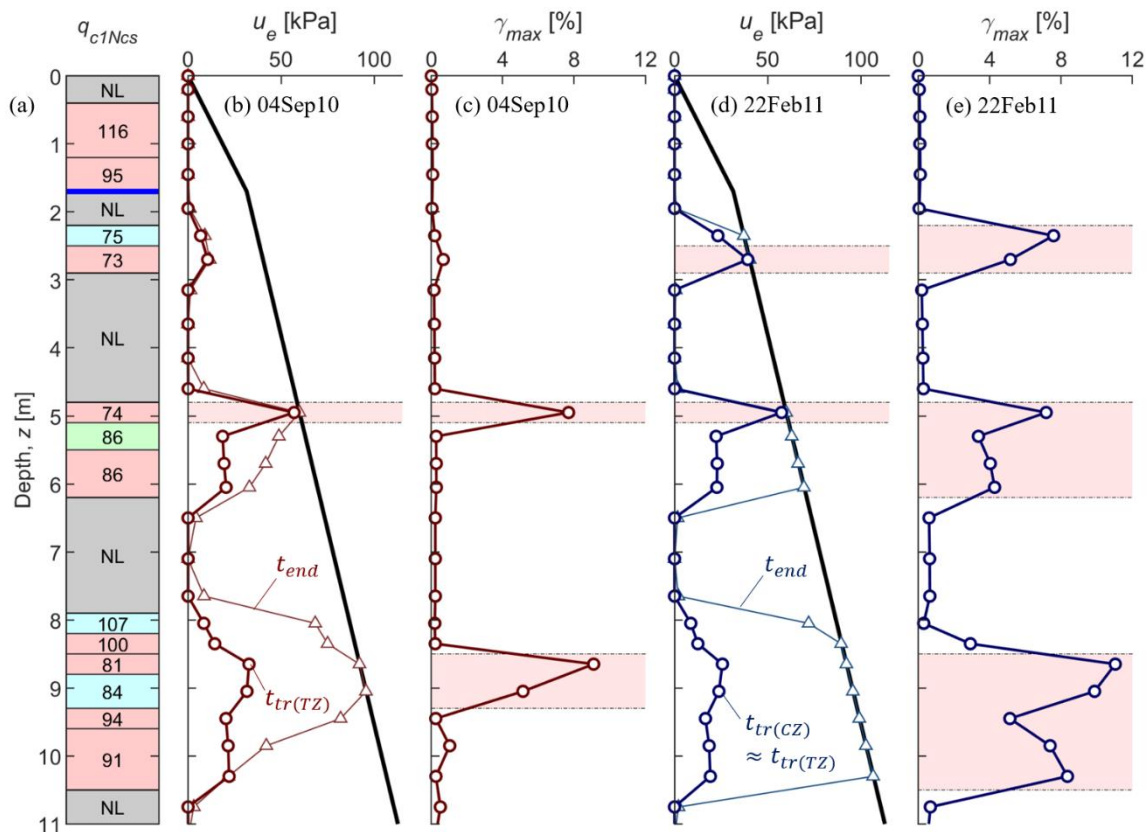 q_c1Ncs
u_e [kPa]
γ_max [%]
u_e [kPa]
γ_max [%]
0 50 100
0 4 8 12
0 50 100
0 4 8 12
(a)
(b) 04Sep10
(c) 04Sep10
(d) 22Feb11
(e) 22Feb11
Depth, z [m]
0
1
2
3
4
5
6
7
8
9
10
11
NL
116
95
NL
75
73
NL
74
86
86
NL
107
100
81
84
94
91
NL
t_end
t_tr(TZ)
t_end
t_tr(CZ)
≈ t_tr(TZ)